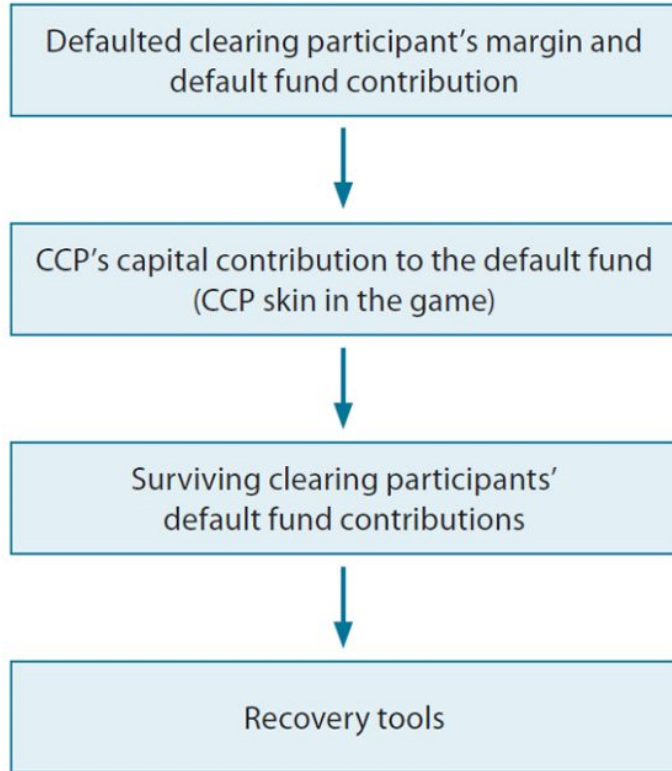 Defaulted clearing participant’s margin and
default fund contribution
CCP’s capital contribution to the default fund
(CCP skin in the game)
Surviving clearing participants’
default fund contributions
Recovery tools